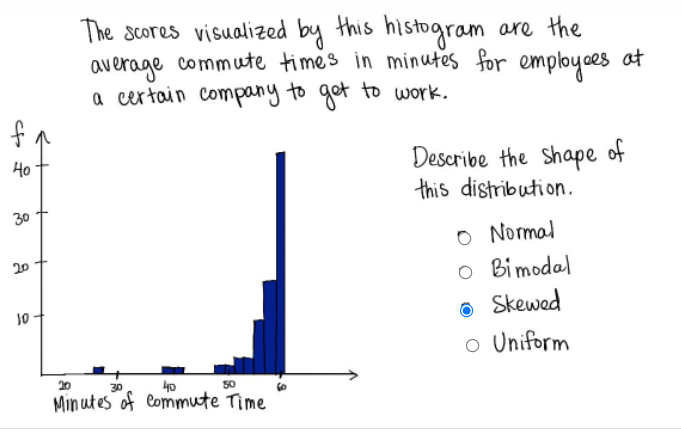 The scores visualized by this histogram are the
average commute times in minutes for employees at
a certain company to get to work.
f
40
30
20
10
20 30 40 50 60
Minutes of Commute Time
Describe the shape of
this distribution.
Normal
Bimodal
Skewed
Uniform